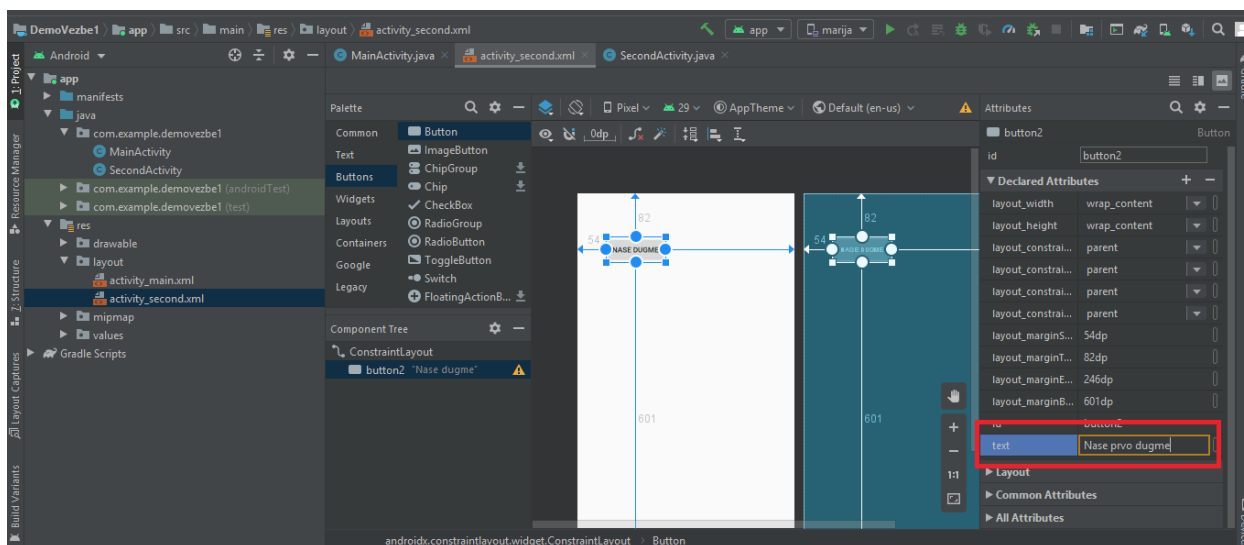 DemoVezbe1 〉 app 〉 src 〉 main 〉 res 〉 layout 〉 activity_second.xml
app
marija
1: Project
Resource Manager
Z: Structure
Layout Captures
Build Variants
Android
app
manifests
java
com.example.demovezbe1
MainActivity
SecondActivity
com.example.demovezbe1 (androidTest)
com.example.demovezbe1 (test)
res
drawable
layout
activity_main.xml
activity_second.xml
mipmap
values
Gradle Scripts
MainActivity.java
activity_second.xml
SecondActivity.java
Palette
Common
Text
Buttons
Widgets
Layouts
Containers
Google
Legacy
Button
ImageButton
ChipGroup
Chip
CheckBox
RadioGroup
RadioButton
ToggleButton
Switch
FloatingActionB...
Component Tree
ConstraintLayout
button2 "Nase dugme"
Pixel
29
AppTheme
Default (en-us)
0dp
82
54
NASE DUGME
601
82
54
NASE DUGME
601
1:1
androidx.constraintlayout.widget.ConstraintLayout 〉 Button
Attributes
button2 Button
id button2
Declared Attributes
layout_width wrap_content
layout_height wrap_content
layout_constrai... parent
layout_constrai... parent
layout_constrai... parent
layout_constrai... parent
layout_marginS... 54dp
layout_marginT... 82dp
layout_marginE... 246dp
layout_marginB... 601dp
id button2
text Nase prvo dugme
Layout
Common Attributes
All Attributes